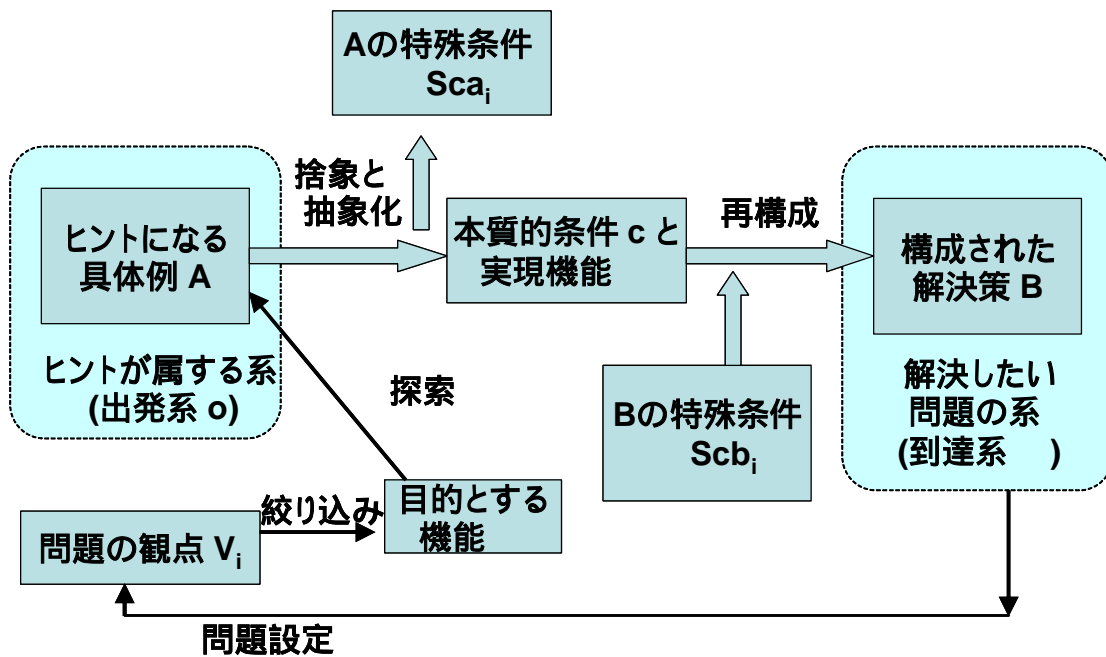 Aの特殊条件
Scai
捨象と
抽象化
ヒントになる
具体例 A
本質的条件 c と
実現機能
再構成
構成された
解決策 B
ヒントが属する系
(出発系 o)
探索
Bの特殊条件
Scbi
解決したい
問題の系
(到達系 )
絞り込み
目的とする
機能
問題の観点 Vi
問題設定